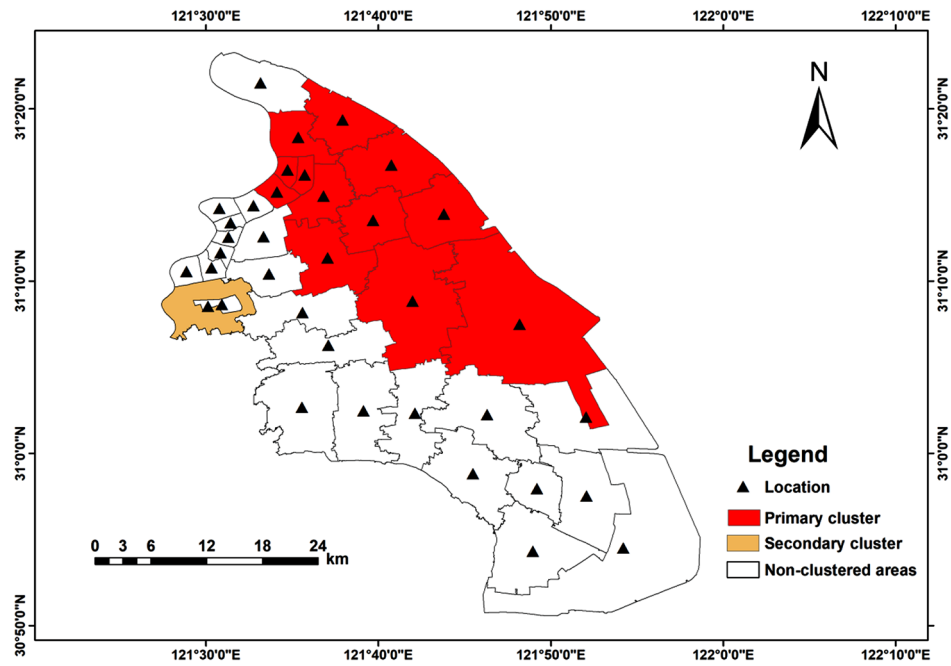 121°30'0"E 121°40'0"E 121°50'0"E 122°0'0"E 122°10'0"E
N
31°20'0"N 31°20'0"N
31°10'0"N 31°10'0"N
31°0'0"N 31°0'0"N
Legend
Location
Primary cluster
Secondary cluster
Non-clustered areas
0 3 6 12 18 24
km
30°50'0"N
121°30'0"E 121°40'0"E 121°50'0"E 122°0'0"E 122°10'0"E